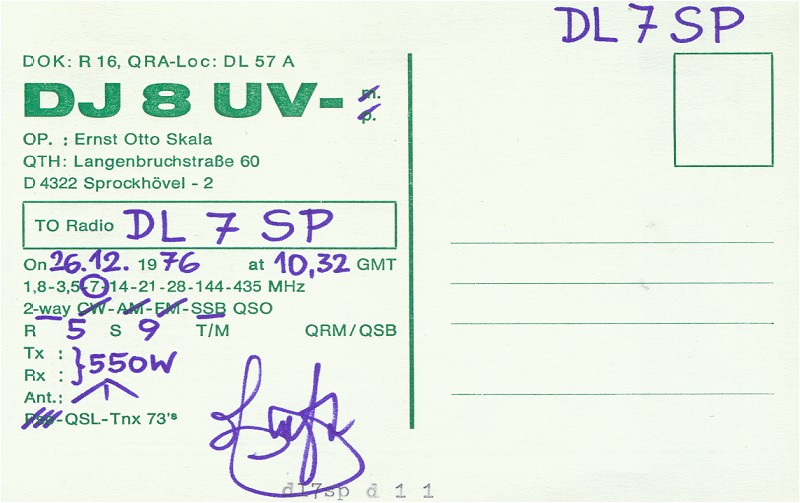 DL 7 SP
DOK: R 16, QRA-Loc: DL 57 A
DJ 8 UV- m. p.
OP. : Ernst Otto Skala
QTH: Langenbruchstraße 60
D 4322 Sprockhövel - 2
TO Radio DL 7 SP
On 26.12. 1976 at 10,32 GMT
1,8-3,5-7-14-21-28-144-435 MHz
2-way CW-AM-FM-SSB QSO
R 5 S 9 T/M QRM/QSB
Tx :
Rx : } 550W
Ant.:
Pse-QSL-Tnx 73's
dl7sp d 1 1